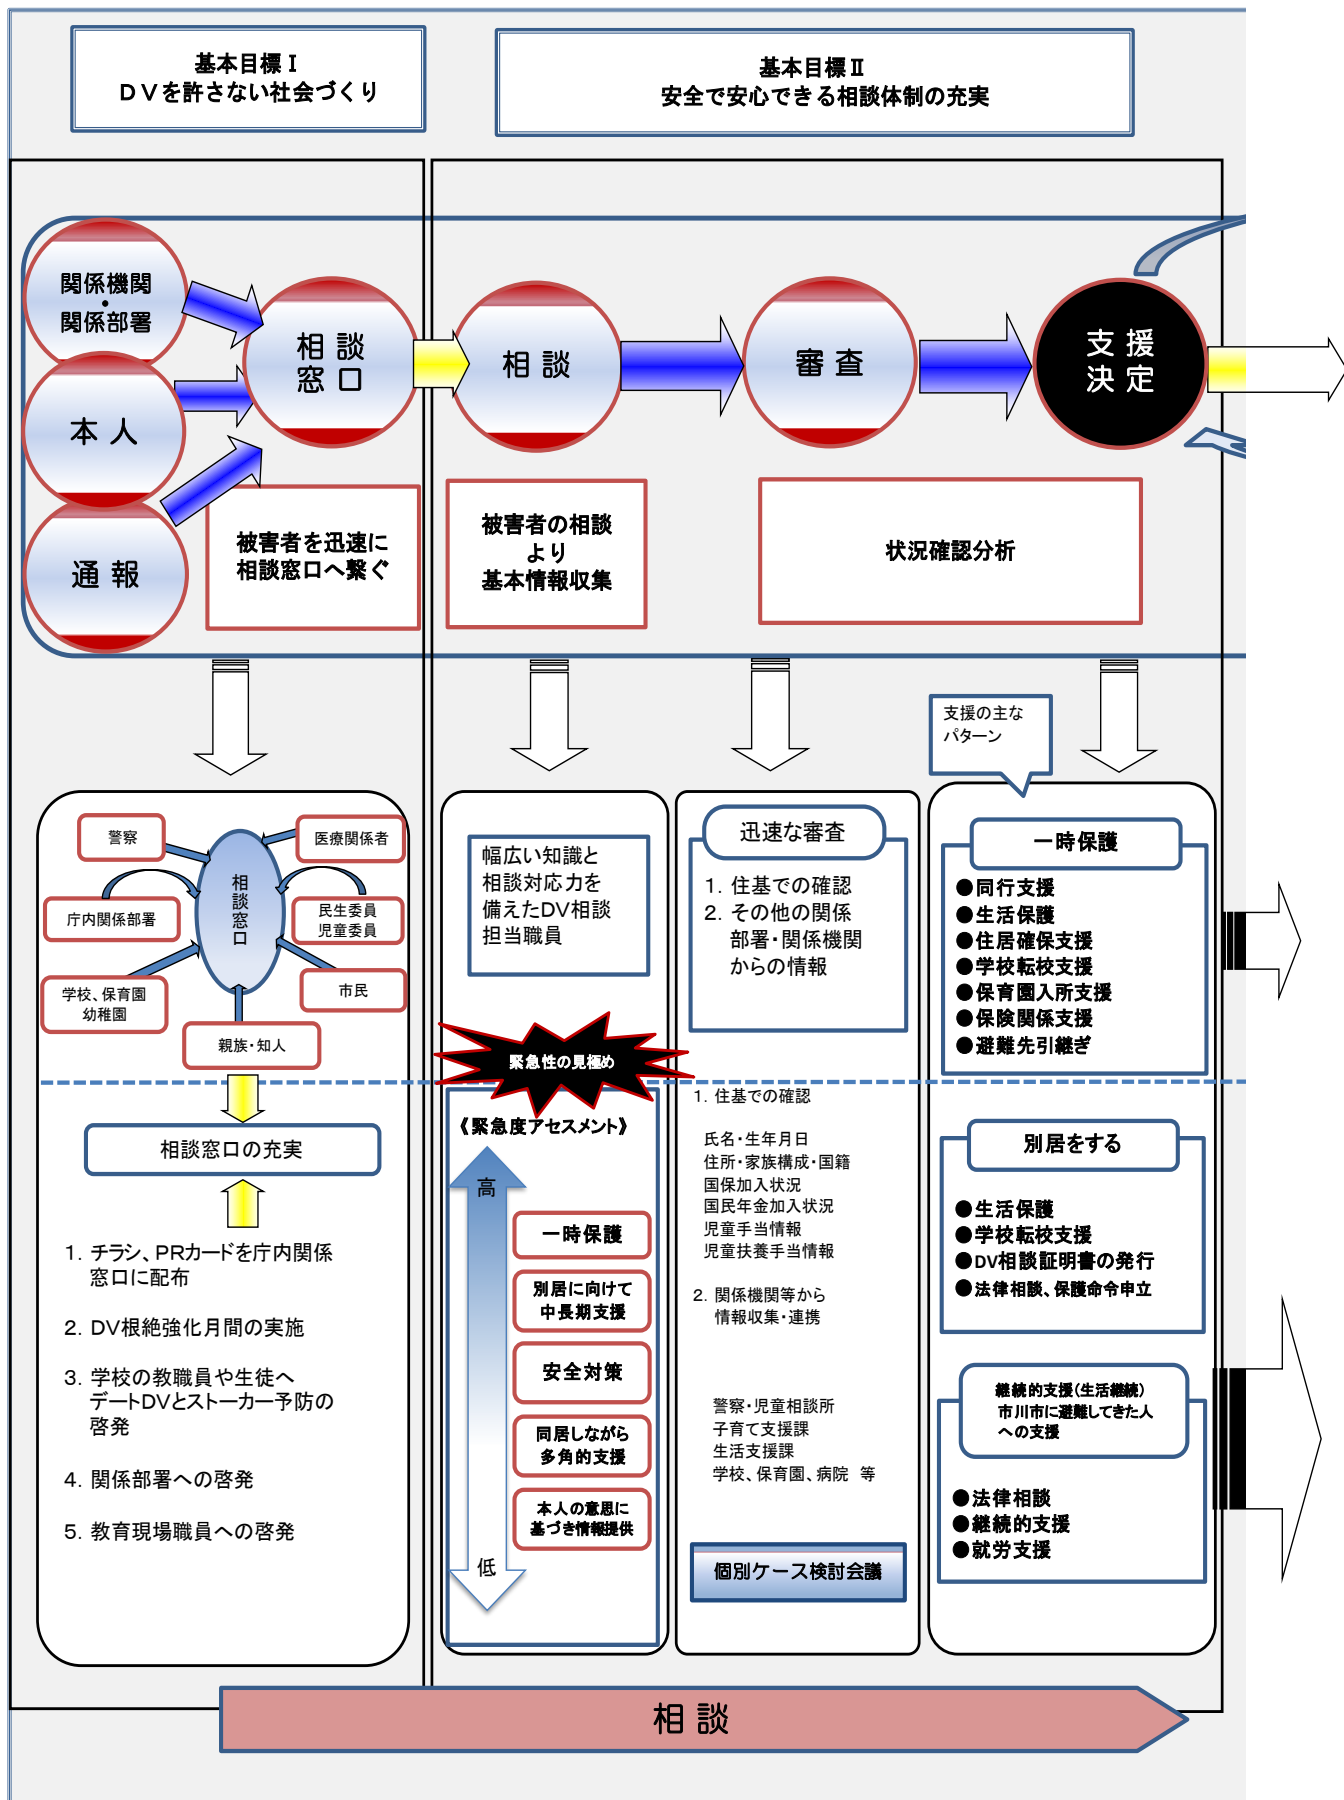 基本目標Ⅰ
DVを許さない社会づくり
基本目標Ⅱ
安全で安心できる相談体制の充実
関係機関
・
関係部署
本人
通報
相談
窓口
相談
審査
支援
決定
被害者を迅速に
相談窓口へ繋ぐ
被害者の相談
より
基本情報収集
状況確認分析
支援の主な
パターン
警察
医療関係者
庁内関係部署
民生委員
児童委員
学校、保育園
幼稚園
市民
親族・知人
相談窓口
相談窓口の充実
1. チラシ、PRカードを庁内関係
窓口に配布
2. DV根絶強化月間の実施
3. 学校の教職員や生徒へ
デートDVとストーカー予防の
啓発
4. 関係部署への啓発
5. 教育現場職員への啓発
幅広い知識と
相談対応力を
備えたDV相談
担当職員
緊急性の見極め
《緊急度アセスメント》
高
一時保護
別居に向けて
中長期支援
安全対策
同居しながら
多角的支援
本人の意思に
基づき情報提供
低
迅速な審査
1. 住基での確認
2. その他の関係
部署・関係機関
からの情報
1. 住基での確認
氏名・生年月日
住所・家族構成・国籍
国保加入状況
国民年金加入状況
児童手当情報
児童扶養手当情報
2. 関係機関等から
情報収集・連携
警察・児童相談所
子育て支援課
生活支援課
学校、保育園、病院 等
個別ケース検討会議
一時保護
●同行支援
●生活保護
●住居確保支援
●学校転校支援
●保育園入所支援
●保険関係支援
●避難先引継ぎ
別居をする
●生活保護
●学校転校支援
●DV相談証明書の発行
●法律相談、保護命令申立
継続的支援(生活継続)
市川市に避難してきた人
への支援
●法律相談
●継続的支援
●就労支援
相談